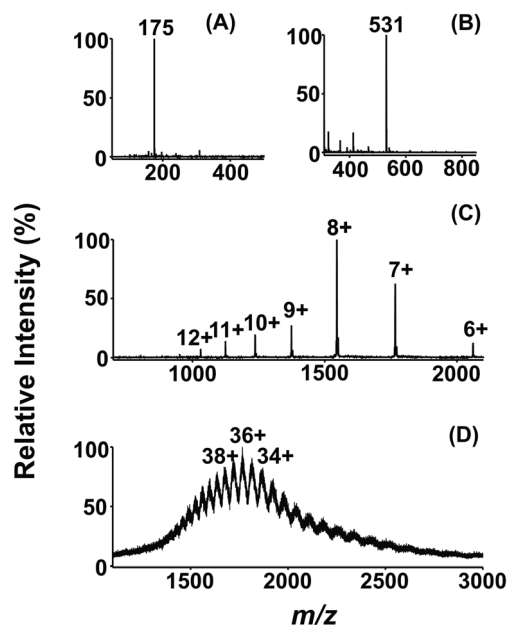 175 (A)
100
50
0
200 400
531 (B)
100
50
0
400 600 800
Relative Intensity (%)
8+ (C)
100
7+
50
12+ 11+ 10+ 9+ 6+
0
1000 1500 2000
36+ (D)
100
38+ 34+
50
0
1500 2000 2500 3000
m/z